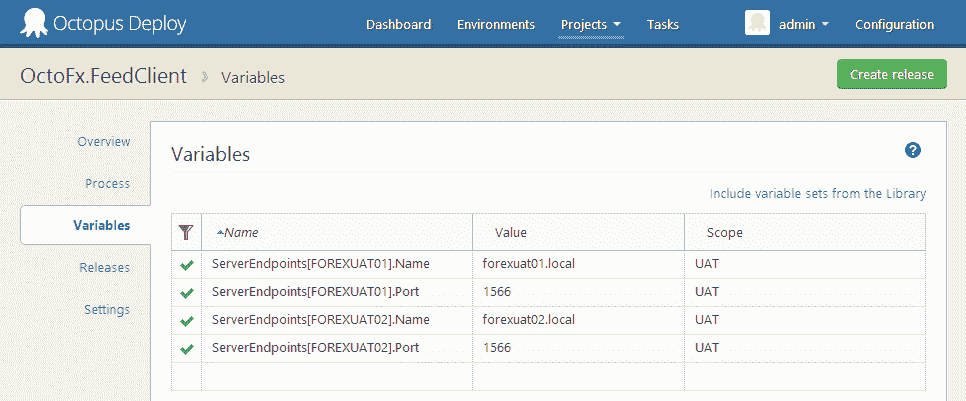 Octopus Deploy Dashboard Environments Projects Tasks admin Configuration
OctoFx.FeedClient » Variables Create release
Overview
Process
Variables
Releases
Settings
Variables ?
Include variable sets from the Library
Name Value Scope
ServerEndpoints[FOREXUAT01].Name forexuat01.local UAT
ServerEndpoints[FOREXUAT01].Port 1566 UAT
ServerEndpoints[FOREXUAT02].Name forexuat02.local UAT
ServerEndpoints[FOREXUAT02].Port 1566 UAT